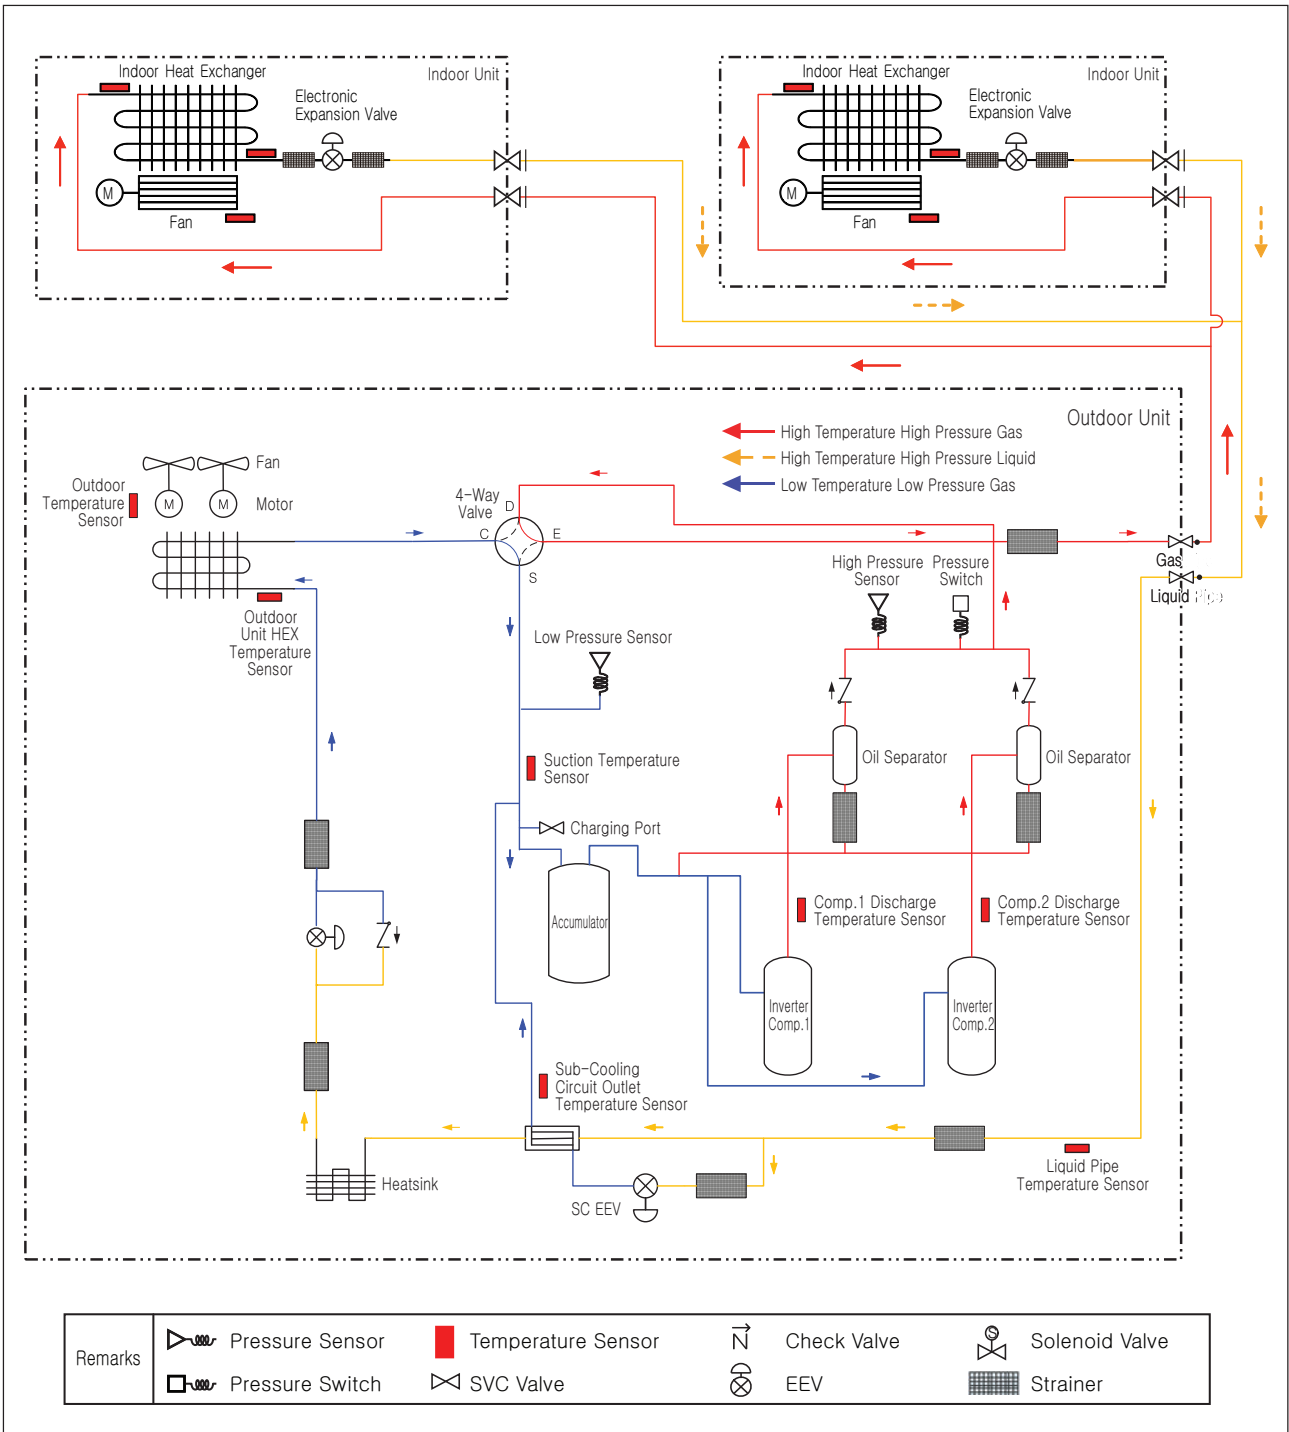 Indoor Heat Exchanger
Indoor Unit
Electronic
Expansion Valve
M
Fan
Indoor Heat Exchanger
Indoor Unit
Electronic
Expansion Valve
M
Fan
Outdoor Unit
High Temperature High Pressure Gas
High Temperature High Pressure Liquid
Low Temperature Low Pressure Gas
Fan
Outdoor
Temperature
Sensor
M
M
Motor
4-Way
Valve
D
C
E
S
High Pressure
Sensor
Pressure
Switch
Gas
Liquid Pipe
Outdoor
Unit HEX
Temperature
Sensor
Low Pressure Sensor
Suction Temperature
Sensor
Oil Separator
Oil Separator
Charging Port
Accumulator
Comp.1 Discharge
Temperature Sensor
Comp.2 Discharge
Temperature Sensor
Inverter
Comp.1
Inverter
Comp.2
Sub-Cooling
Circuit Outlet
Temperature Sensor
Heatsink
SC EEV
Liquid Pipe
Temperature Sensor
Remarks
Pressure Sensor
Temperature Sensor
Check Valve
S
Solenoid Valve
Pressure Switch
SVC Valve
EEV
Strainer